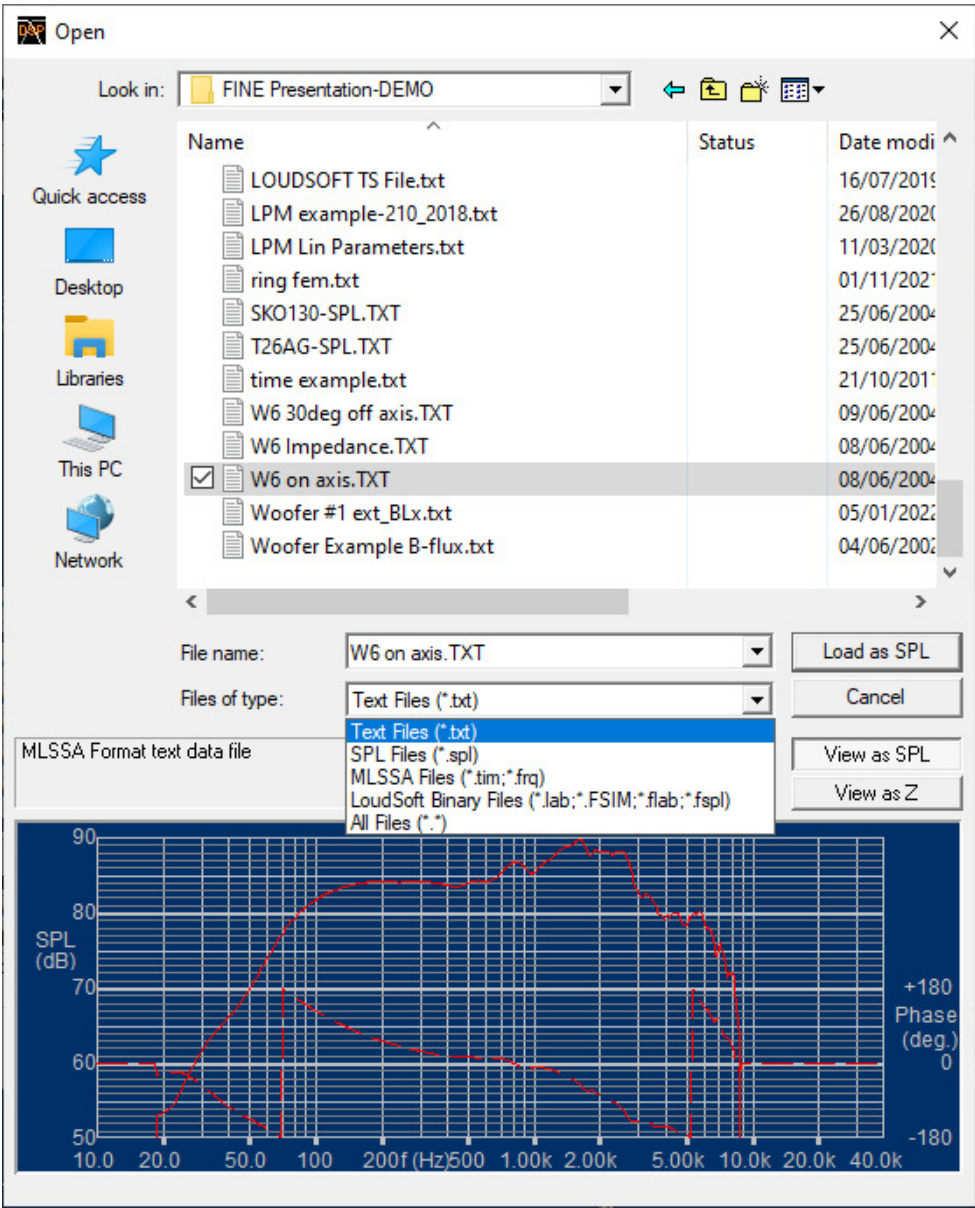 DSP Open
Look in: FINE Presentation-DEMO
Name Status Date modi
LOUDSOFT TS File.txt 16/07/2019
LPM example-210_2018.txt 26/08/2020
LPM Lin Parameters.txt 11/03/2020
ring fem.txt 01/11/2021
SKO130-SPL.TXT 25/06/2004
T26AG-SPL.TXT 25/06/2004
time example.txt 21/10/2011
W6 30deg off axis.TXT 09/06/2004
W6 Impedance.TXT 08/06/2004
W6 on axis.TXT 08/06/2004
Woofer #1 ext_BLx.txt 05/01/2022
Woofer Example B-flux.txt 04/06/2002
Quick access
Desktop
Libraries
This PC
Network
File name: W6 on axis.TXT Load as SPL
Files of type: Text Files (*.txt) Cancel
Text Files (*.txt)
SPL Files (*.spl)
MLSSA Files (*.tim;*.frq)
LoudSoft Binary Files (*.lab;*.FSIM;*.flab;*.fspl)
All Files (*.*)
MLSSA Format text data file
View as SPL
View as Z
90
80
SPL
(dB)
70
60
50
+180
Phase
(deg.)
0
-180
10.0 20.0 50.0 100 200 f (Hz) 500 1.00k 2.00k 5.00k 10.0k 20.0k 40.0k